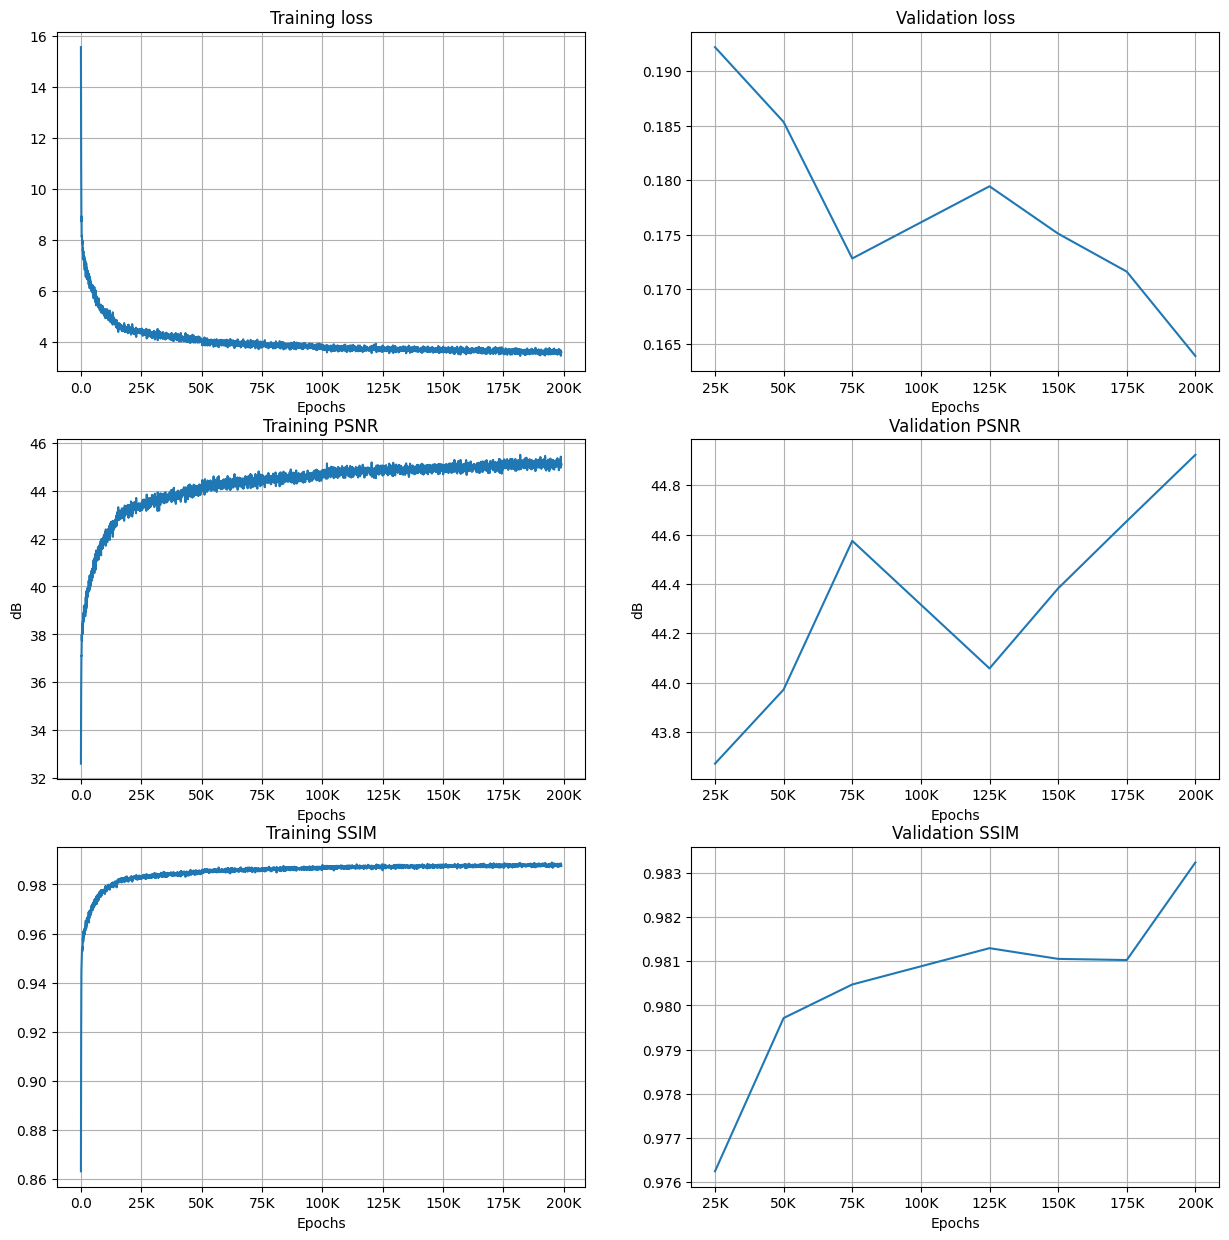 Training loss
16
14
12
10
8
6
4
0.0 25K 50K 75K 100K 125K 150K 175K 200K
Epochs
Validation loss
0.190
0.185
0.180
0.175
0.170
0.165
25K 50K 75K 100K 125K 150K 175K 200K
Epochs
Training PSNR
dB
46
44
42
40
38
36
34
32
0.0 25K 50K 75K 100K 125K 150K 175K 200K
Epochs
Validation PSNR
dB
44.8
44.6
44.4
44.2
44.0
43.8
25K 50K 75K 100K 125K 150K 175K 200K
Epochs
Training SSIM
0.98
0.96
0.94
0.92
0.90
0.88
0.86
0.0 25K 50K 75K 100K 125K 150K 175K 200K
Epochs
Validation SSIM
0.983
0.982
0.981
0.980
0.979
0.978
0.977
0.976
25K 50K 75K 100K 125K 150K 175K 200K
Epochs